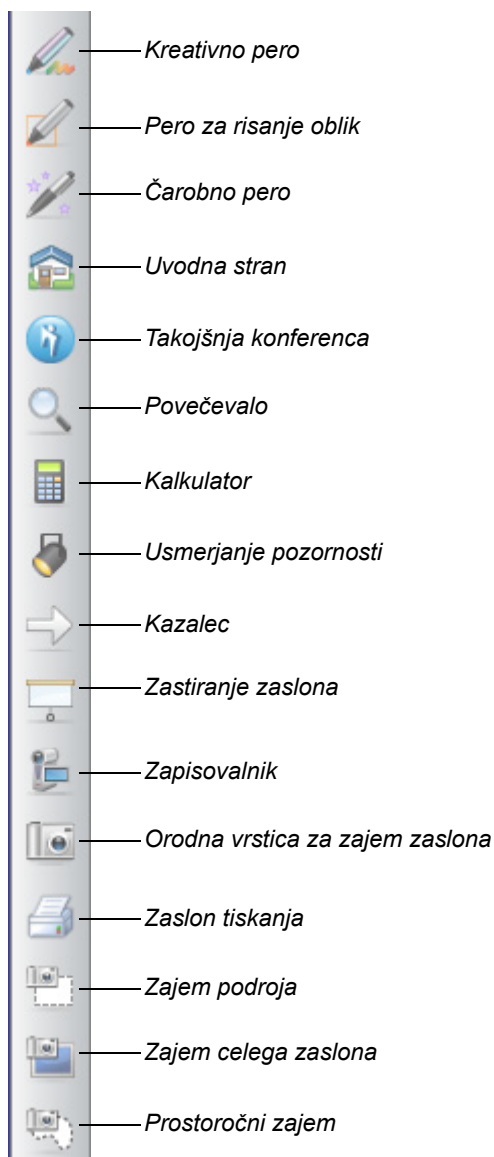 Kreativno pero
Pero za risanje oblik
Čarobno pero
Uvodna stran
Takojšnja konferenca
Povečevalo
Kalkulator
Usmerjanje pozornosti
Kazalec
Zastiranje zaslona
Zapisovalnik
Orodna vrstica za zajem zaslona
Zaslon tiskanja
Zajem podroja
Zajem celega zaslona
Prostoročni zajem